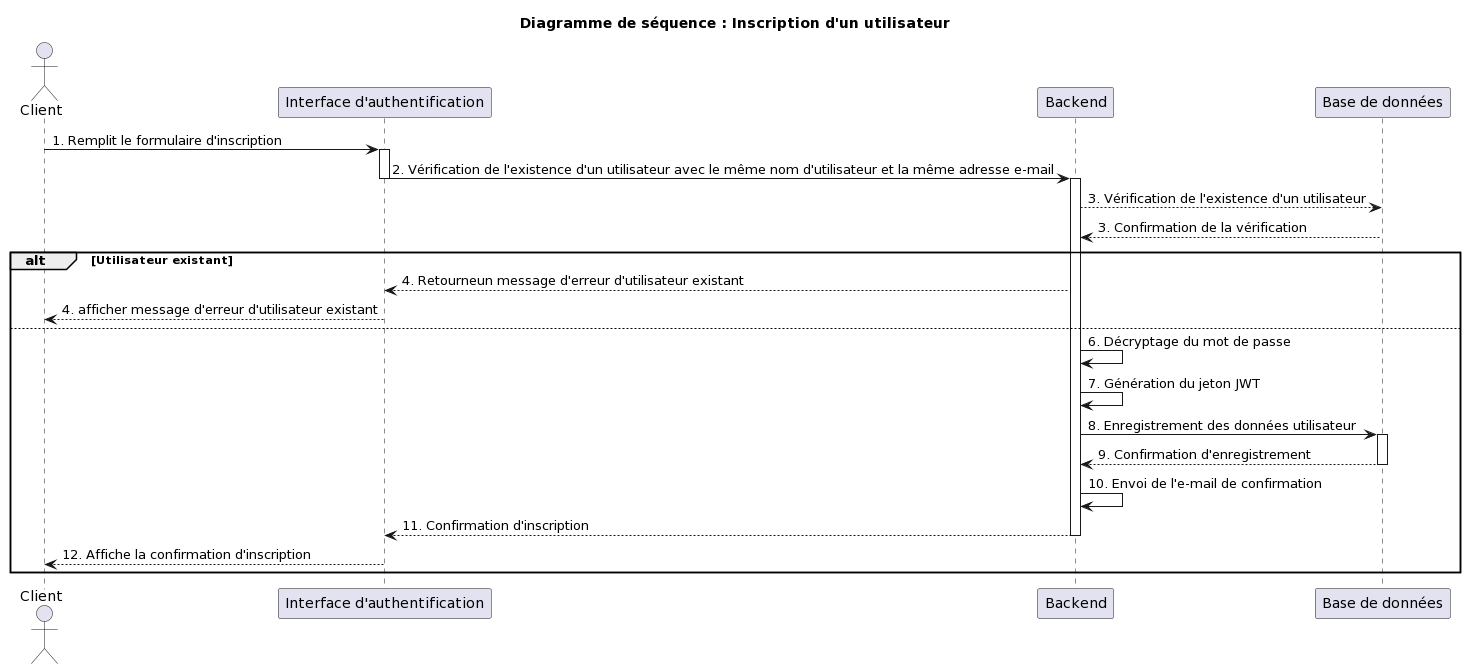 Diagramme de séquence : Inscription d'un utilisateur
Client
Interface d'authentification
Backend
Base de données
1. Remplit le formulaire d'inscription
2. Vérification de l'existence d'un utilisateur avec le même nom d'utilisateur et la même adresse e-mail
3. Vérification de l'existence d'un utilisateur
3. Confirmation de la vérification
alt [Utilisateur existant]
4. Retourneun message d'erreur d'utilisateur existant
4. afficher message d'erreur d'utilisateur existant
6. Décryptage du mot de passe
7. Génération du jeton JWT
8. Enregistrement des données utilisateur
9. Confirmation d'enregistrement
10. Envoi de l'e-mail de confirmation
11. Confirmation d'inscription
12. Affiche la confirmation d'inscription
Client
Interface d'authentification
Backend
Base de données